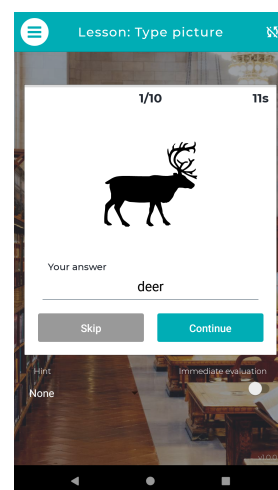 Lesson: Type picture
1/10
11s
Your answer
deer
Skip
Continue
Hint
Immediate evaluation
None